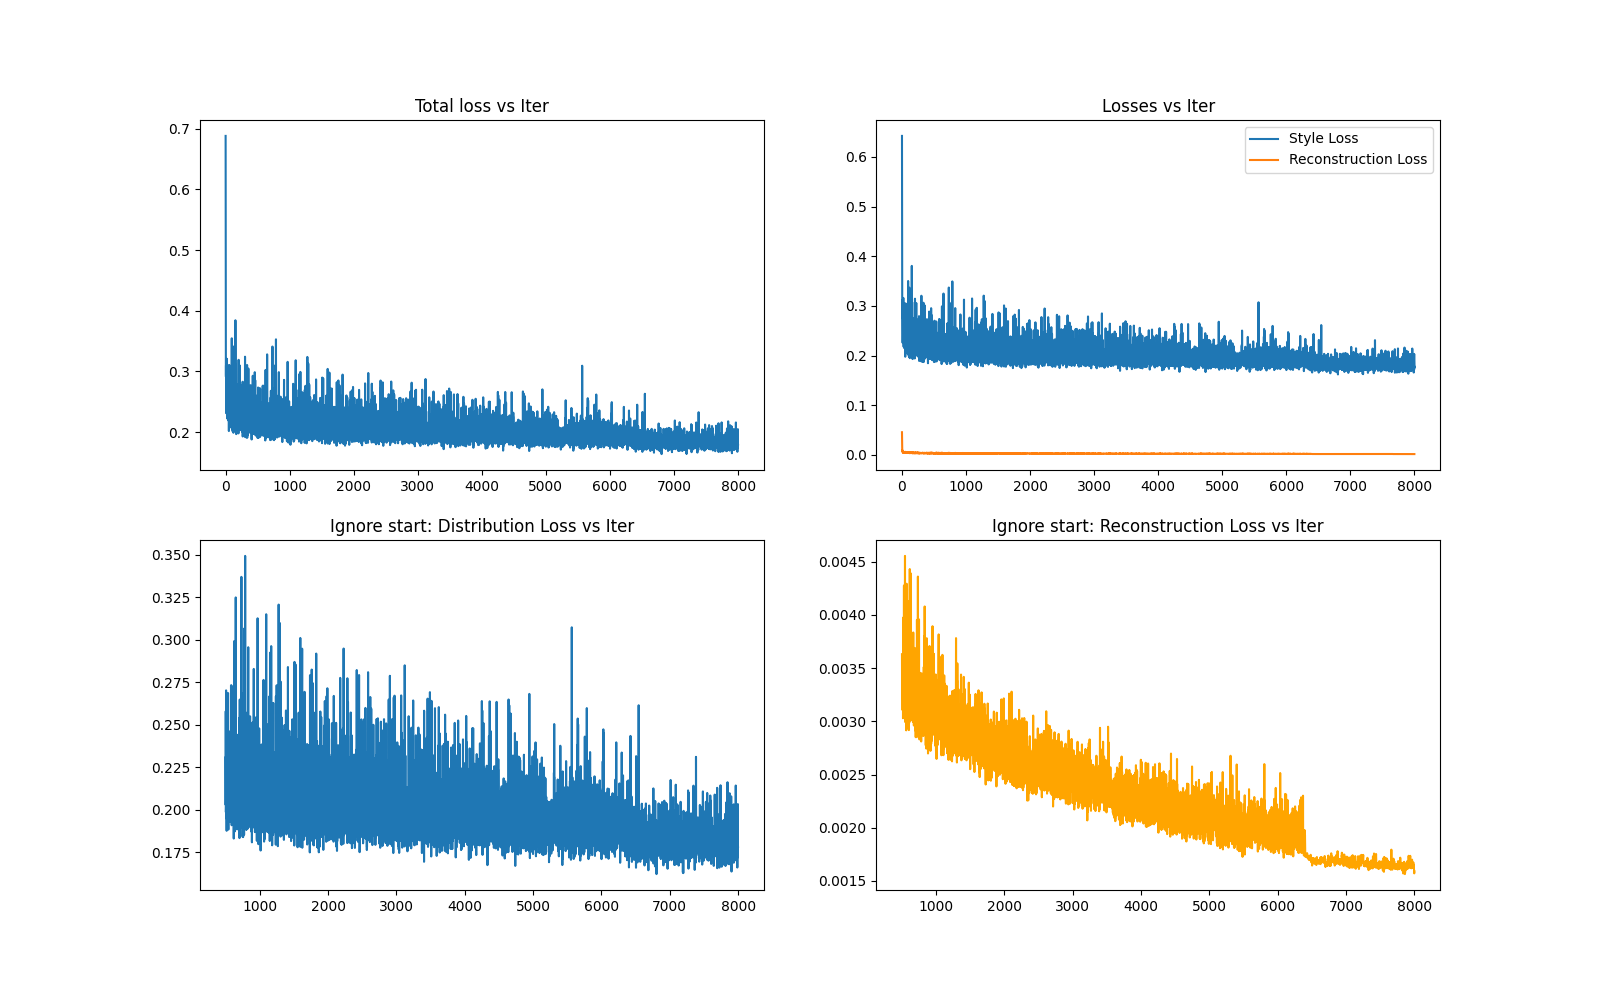 Total loss vs Iter
0.7
0.6
0.5
0.4
0.3
0.2
0 1000 2000 3000 4000 5000 6000 7000 8000
Losses vs Iter
Style Loss
Reconstruction Loss
0.6
0.5
0.4
0.3
0.2
0.1
0.0
0 1000 2000 3000 4000 5000 6000 7000 8000
Ignore start: Distribution Loss vs Iter
0.350
0.325
0.300
0.275
0.250
0.225
0.200
0.175
1000 2000 3000 4000 5000 6000 7000 8000
Ignore start: Reconstruction Loss vs Iter
0.0045
0.0040
0.0035
0.0030
0.0025
0.0020
0.0015
1000 2000 3000 4000 5000 6000 7000 8000